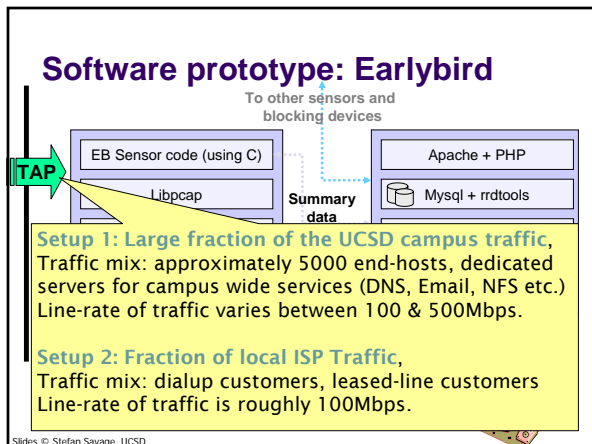 Software prototype: Earlybird
To other sensors and
blocking devices
EB Sensor code (using C)
Apache + PHP
TAP
Libpcap
Summary
data
Mysql + rrdtools
Setup 1: Large fraction of the UCSD campus traffic,
Traffic mix: approximately 5000 end-hosts, dedicated
servers for campus wide services (DNS, Email, NFS etc.)
Line-rate of traffic varies between 100 & 500Mbps.
Setup 2: Fraction of local ISP Traffic,
Traffic mix: dialup customers, leased-line customers
Line-rate of traffic is roughly 100Mbps.
Slides © Stefan Savage, UCSD